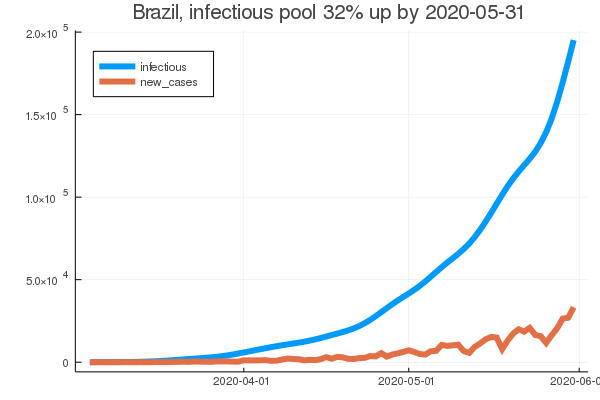 Brazil, infectious pool 32% up by 2020-05-31
2.0×10 5
infectious
new_cases
1.5×10 5
1.0×10 5
5.0×10 4
0
2020-04-01 2020-05-01 2020-06-0